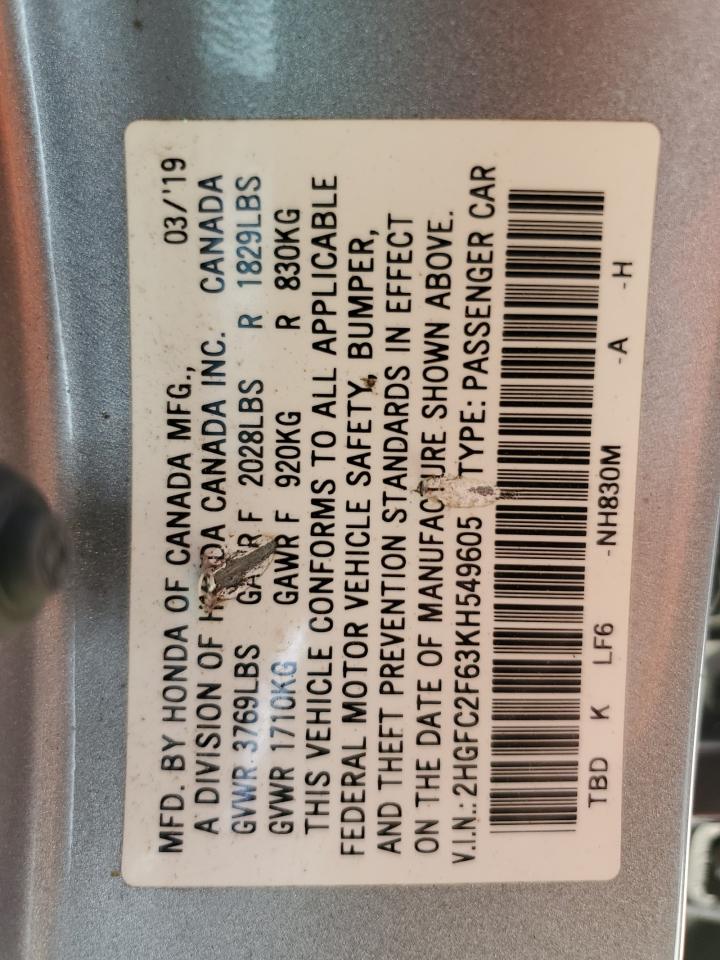 MFD. BY HONDA OF CANADA MFG., 03/'19
A DIVISION OF HONDA CANADA INC. CANADA
GVWR 3769LBS GAWR F 2028LBS R 1829LBS
GVWR 1710KG GAWR F 920KG R 830KG
THIS VEHICLE CONFORMS TO ALL APPLICABLE
FEDERAL MOTOR VEHICLE SAFETY, BUMPER,
AND THEFT PREVENTION STANDARDS IN EFFECT
ON THE DATE OF MANUFACTURE SHOWN ABOVE.
V.I.N.: 2HGFC2F63KH549605 TYPE: PASSENGER CAR
TBD K LF6 -NH830M -A -H